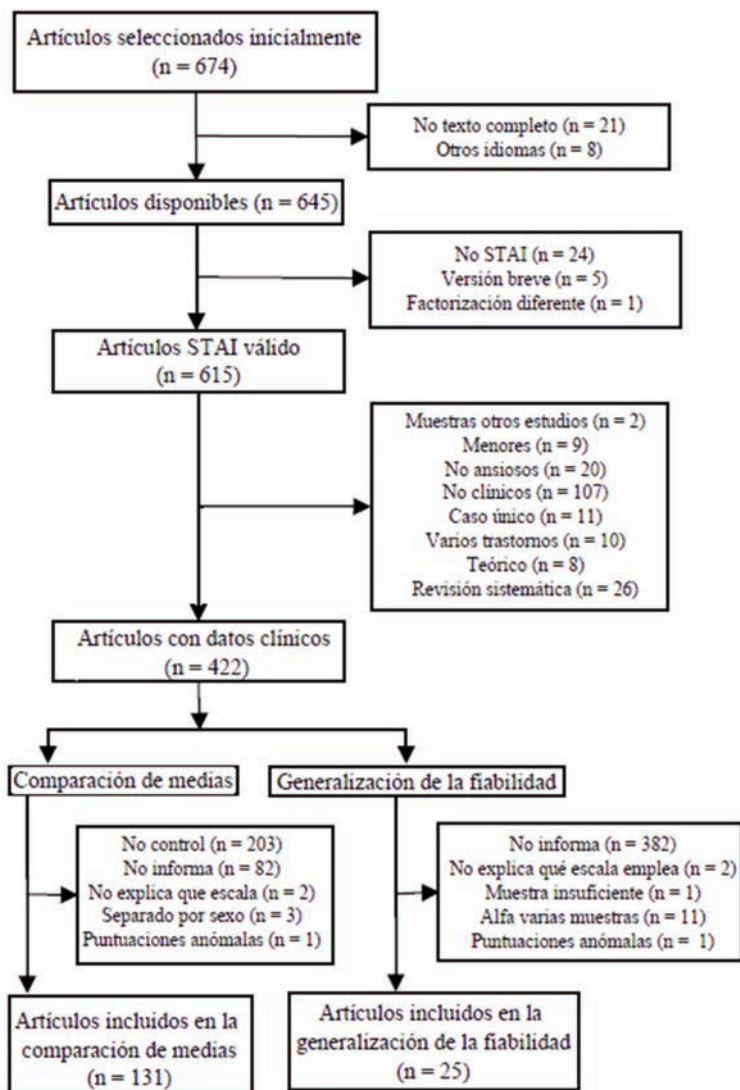 Artículos seleccionados inicialmente
(n = 674)
No texto completo (n = 21)
Otros idiomas (n = 8)
Artículos disponibles (n = 645)
No STAI (n = 24)
Versión breve (n = 5)
Factorización diferente (n = 1)
Artículos STAI válido
(n = 615)
Muestras otros estudios (n = 2)
Menores (n = 9)
No ansiosos (n = 20)
No clínicos (n = 107)
Caso único (n = 11)
Varios trastornos (n = 10)
Teórico (n = 8)
Revisión sistemática (n = 26)
Artículos con datos clínicos
(n = 422)
Comparación de medias
Generalización de la fiabilidad
No control (n = 203)
No informa (n = 82)
No explica que escala (n = 2)
Separado por sexo (n = 3)
Puntuaciones anómalas (n = 1)
No informa (n = 382)
No explica qué escala emplea (n = 2)
Muestra insuficiente (n = 1)
Alfa varias muestras (n = 11)
Puntuaciones anómalas (n = 1)
Artículos incluidos en la
comparación de medias
(n = 131)
Artículos incluidos en la
generalización de la fiabilidad
(n = 25)